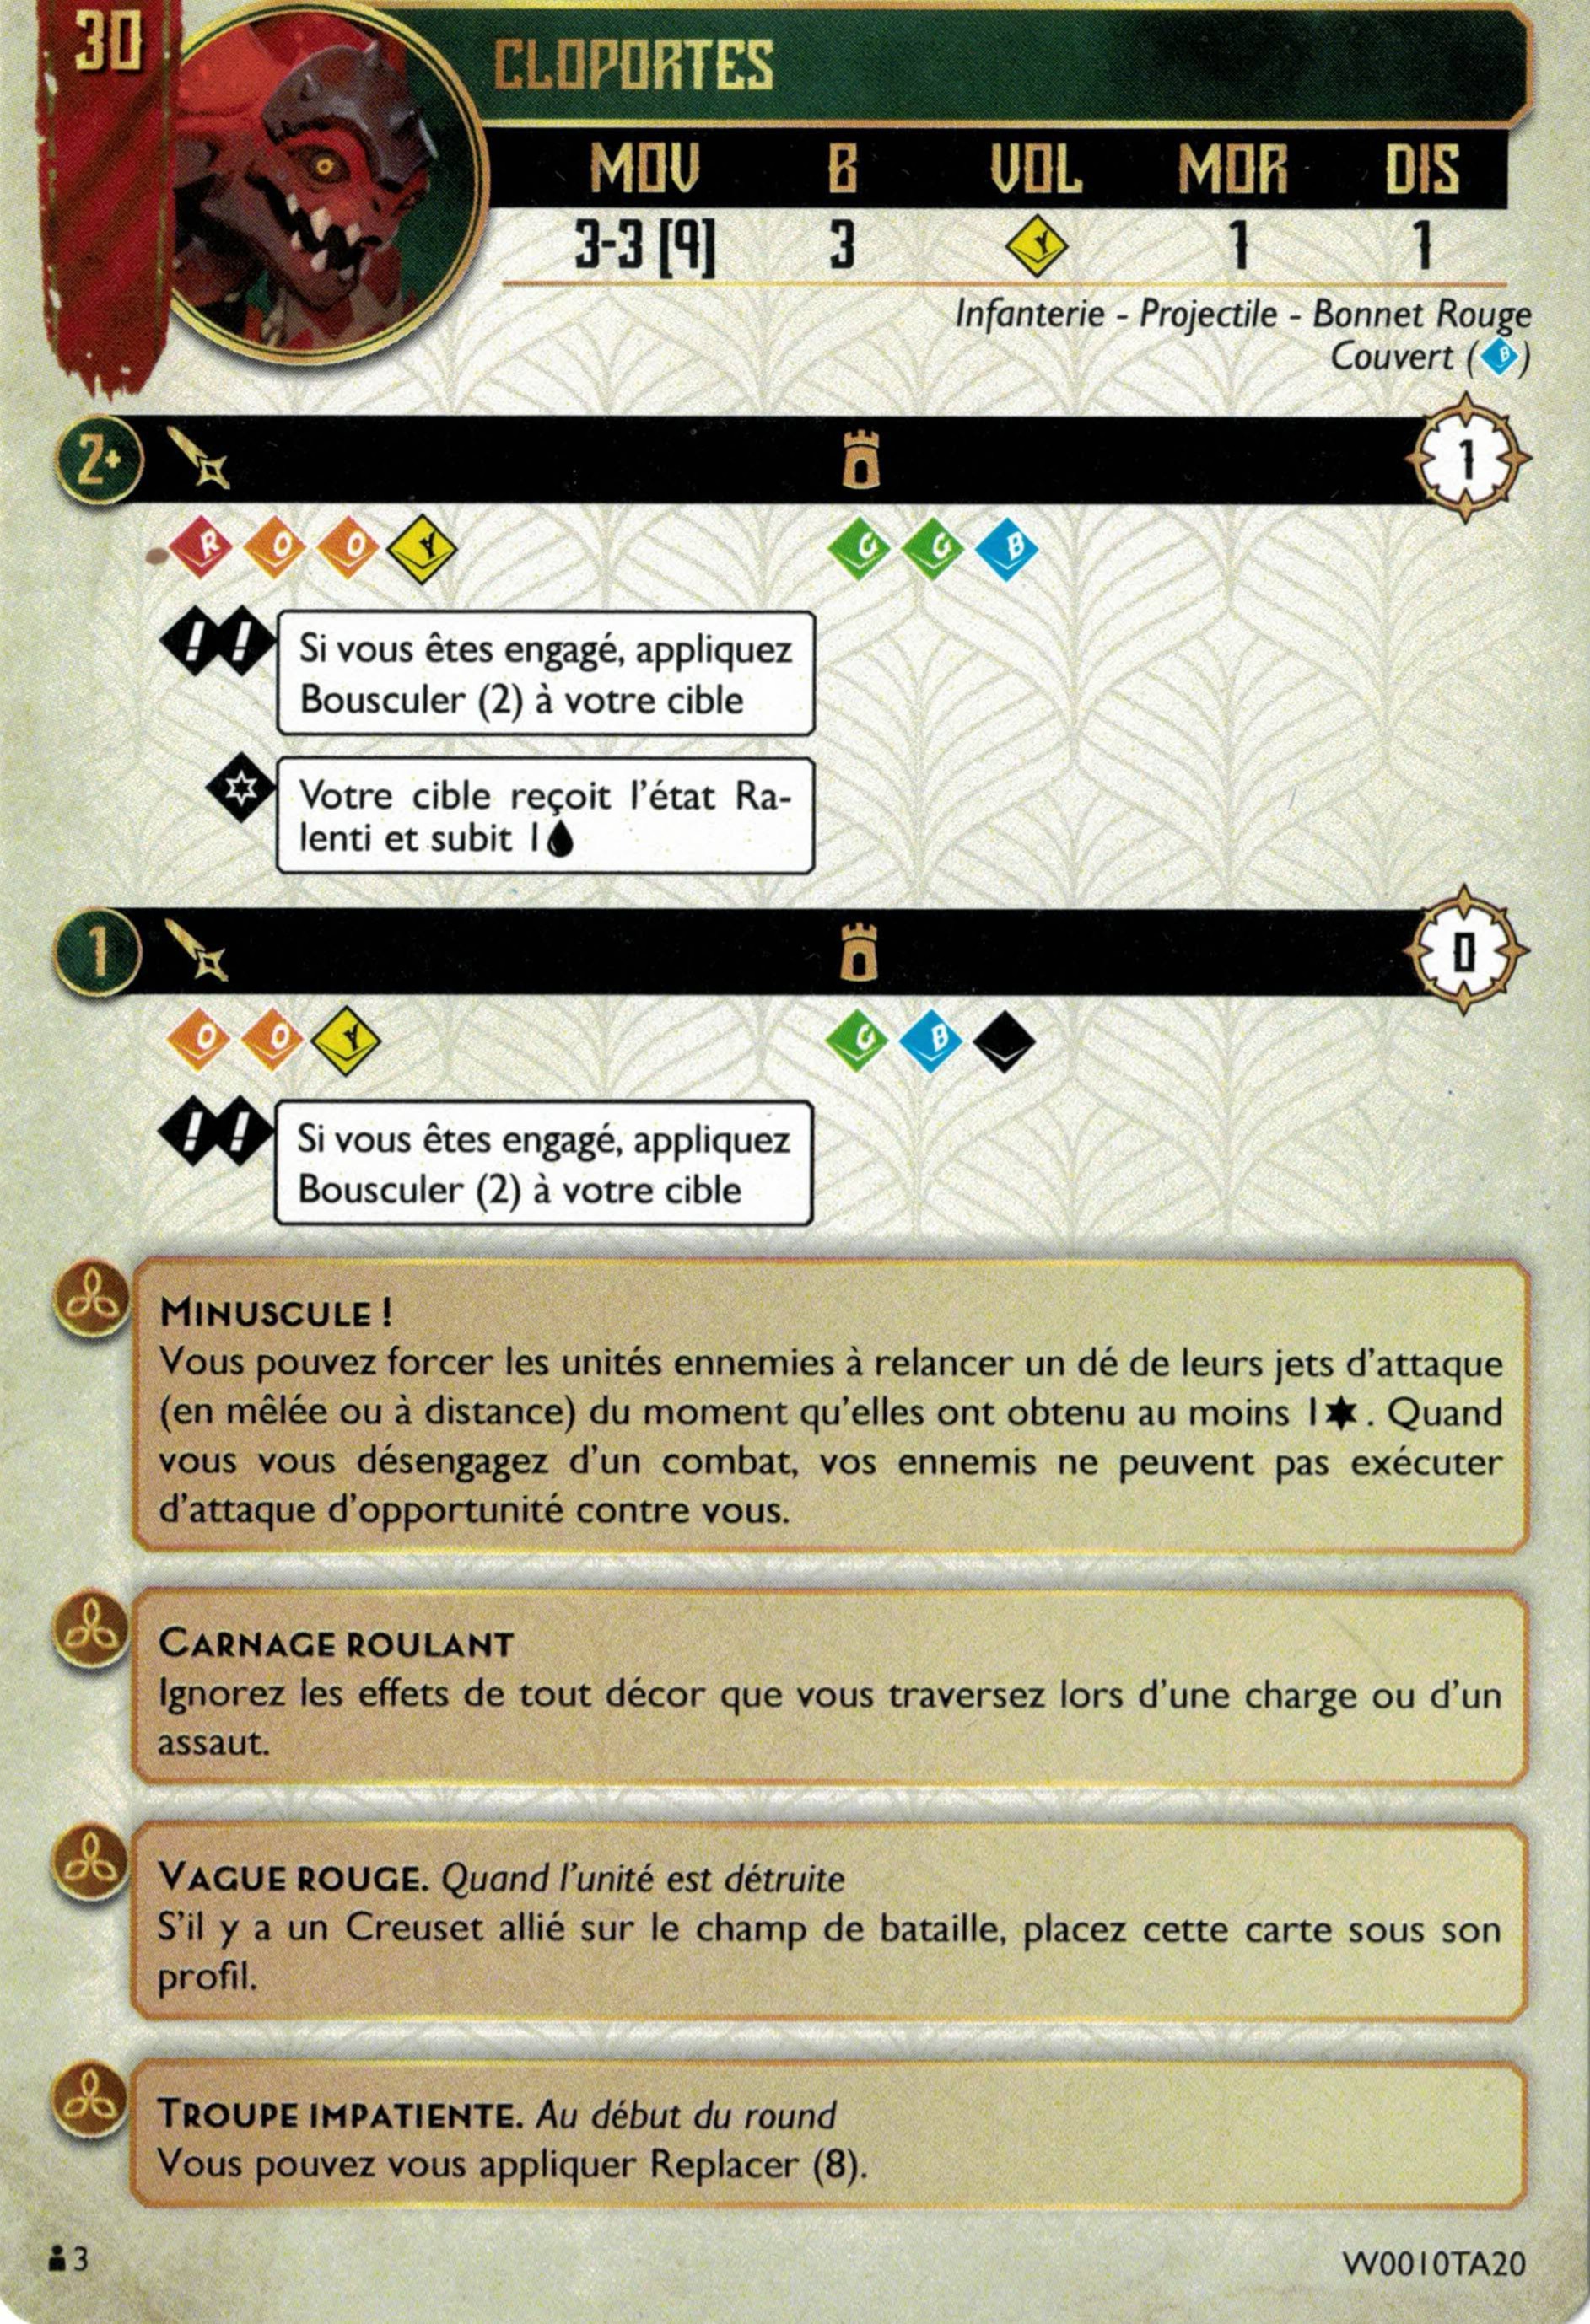 30
CLOPORTES
MOV B VOL MOR DIS
3-3 [9] 3 Y 1 1
Infanterie - Projectile - Bonnet Rouge
Couvert (B)
2+ 1
R O O Y G G B
!! Si vous êtes engagé, appliquez
Bousculer (2) à votre cible
Votre cible reçoit l'état Ra-
lenti et subit 1
1 0
O O Y G B
!! Si vous êtes engagé, appliquez
Bousculer (2) à votre cible
MINUSCULE !
Vous pouvez forcer les unités ennemies à relancer un dé de leurs jets d'attaque
(en mêlée ou à distance) du moment qu'elles ont obtenu au moins 1 ✶. Quand
vous vous désengagez d'un combat, vos ennemis ne peuvent pas exécuter
d'attaque d'opportunité contre vous.
CARNAGE ROULANT
Ignorez les effets de tout décor que vous traversez lors d'une charge ou d'un
assaut.
VAGUE ROUGE. Quand l'unité est détruite
S'il y a un Creuset allié sur le champ de bataille, placez cette carte sous son
profil.
TROUPE IMPATIENTE. Au début du round
Vous pouvez vous appliquer Replacer (8).
3 W0010TA20